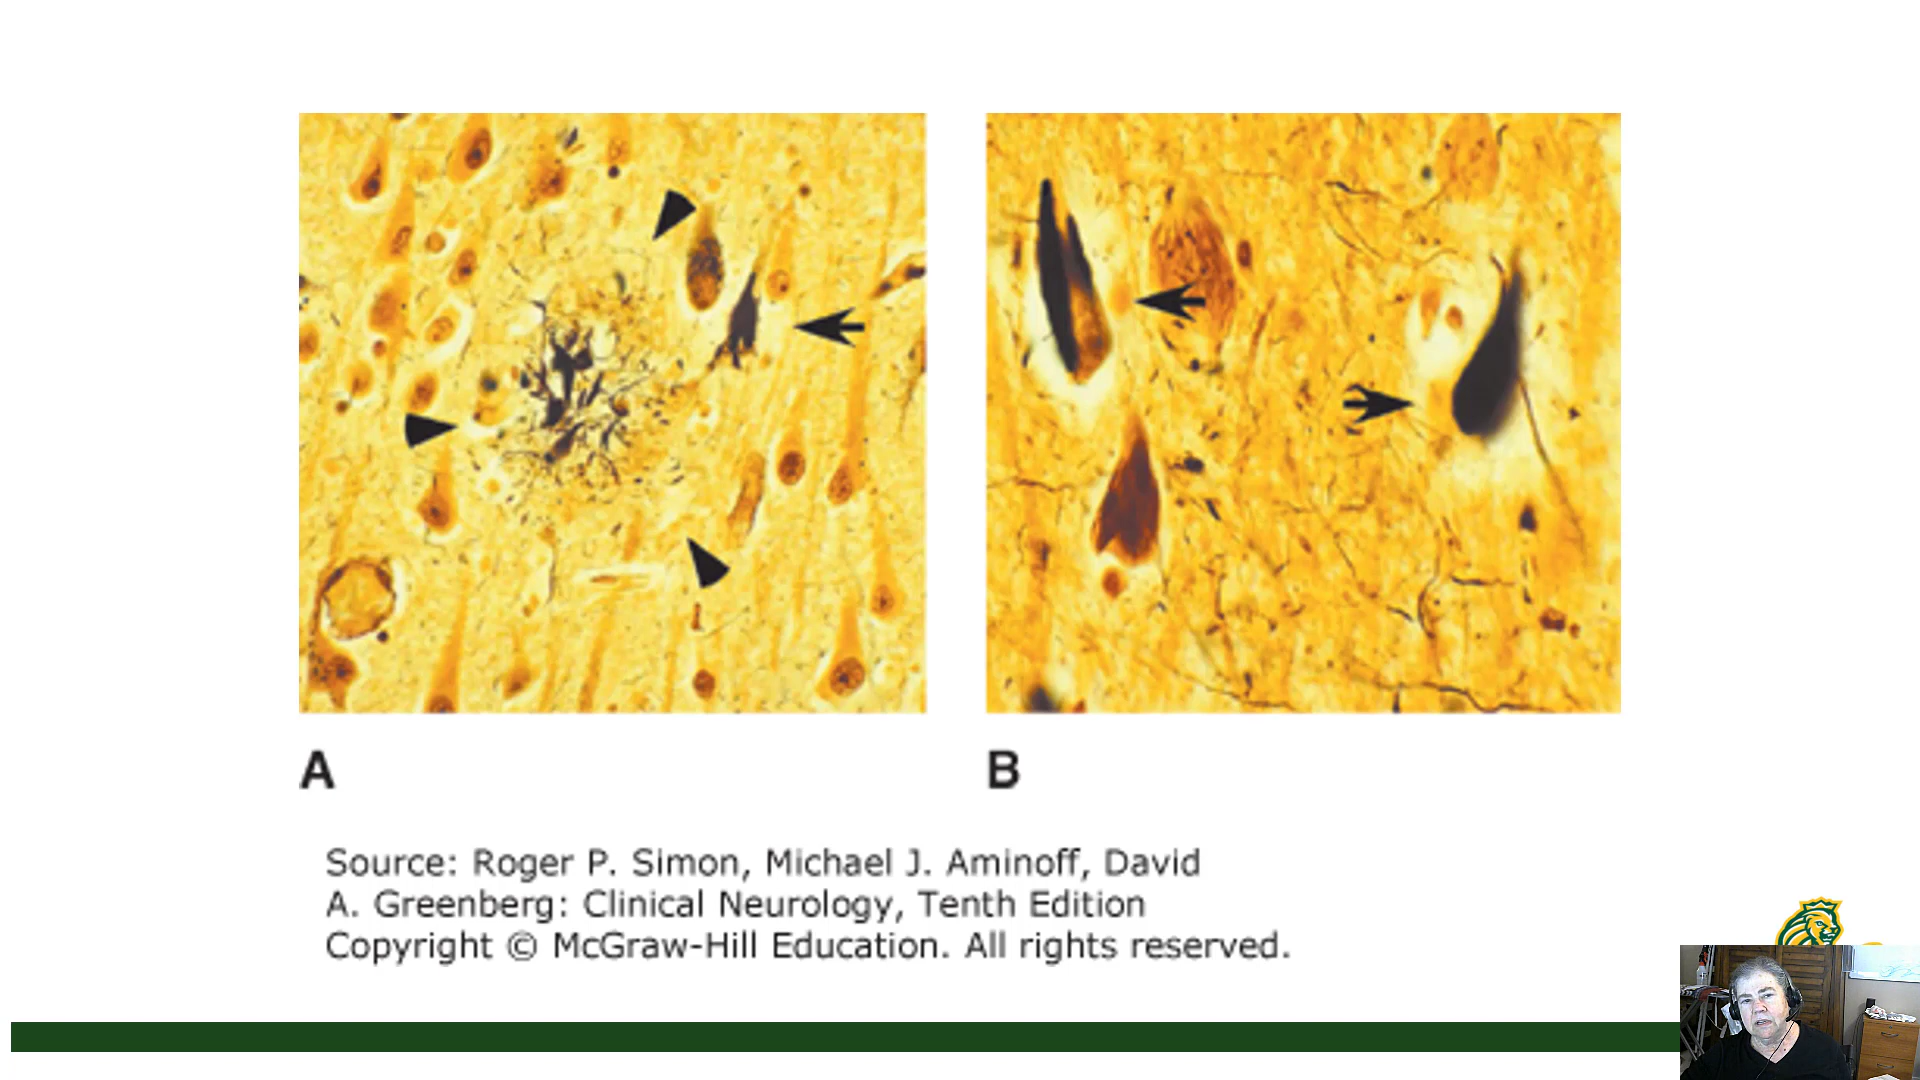 A
B
Source: Roger P. Simon, Michael J. Aminoff, David
A. Greenberg: Clinical Neurology, Tenth Edition
Copyright © McGraw-Hill Education. All rights reserved.